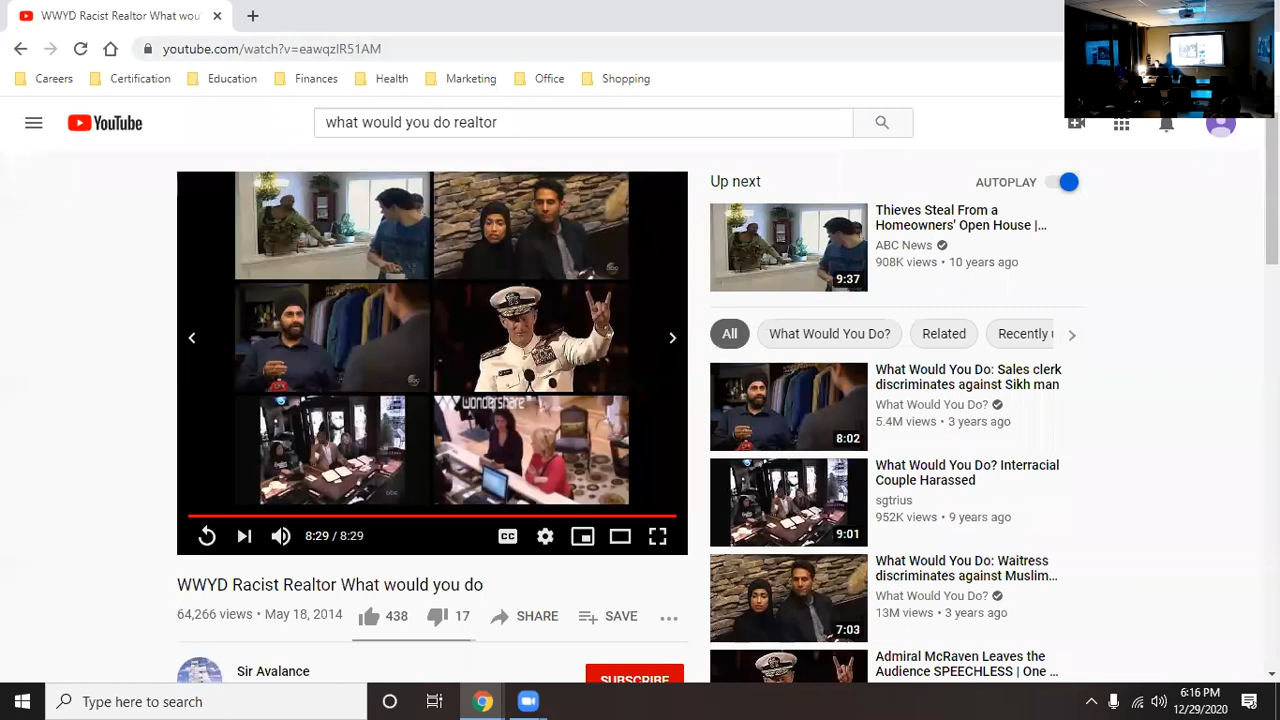 WWYD Racist Realtor What wou
youtube.com/watch?v=eawqzIR51AM
Careers
Certification
Education
Finances
Health
Marketing
Office
Shopping
YouTube
what would you do realtor
Up next
AUTOPLAY
Thieves Steal From a
Homeowners' Open House |...
ABC News
908K views • 10 years ago
9:37
All
What Would You Do?
Related
Recently
What Would You Do: Sales clerk
discriminates against Sikh man
What Would You Do?
5.4M views • 3 years ago
8:02
What Would You Do? Interracial
Couple Harassed
sgtrius
952K views • 9 years ago
9:01
What Would You Do: Waitress
discriminates against Muslim...
What Would You Do?
13M views • 3 years ago
7:03
Admiral McRaven Leaves the
Audience SPEECHLESS | One ...
abc
abc
wondershare
abc
CC
8:29 / 8:29
WWYD Racist Realtor What would you do
64,266 views • May 18, 2014
438
17
SHARE
SAVE
Sir Avalance
SUBSCRIBE
Type here to search
6:16 PM
12/29/2020